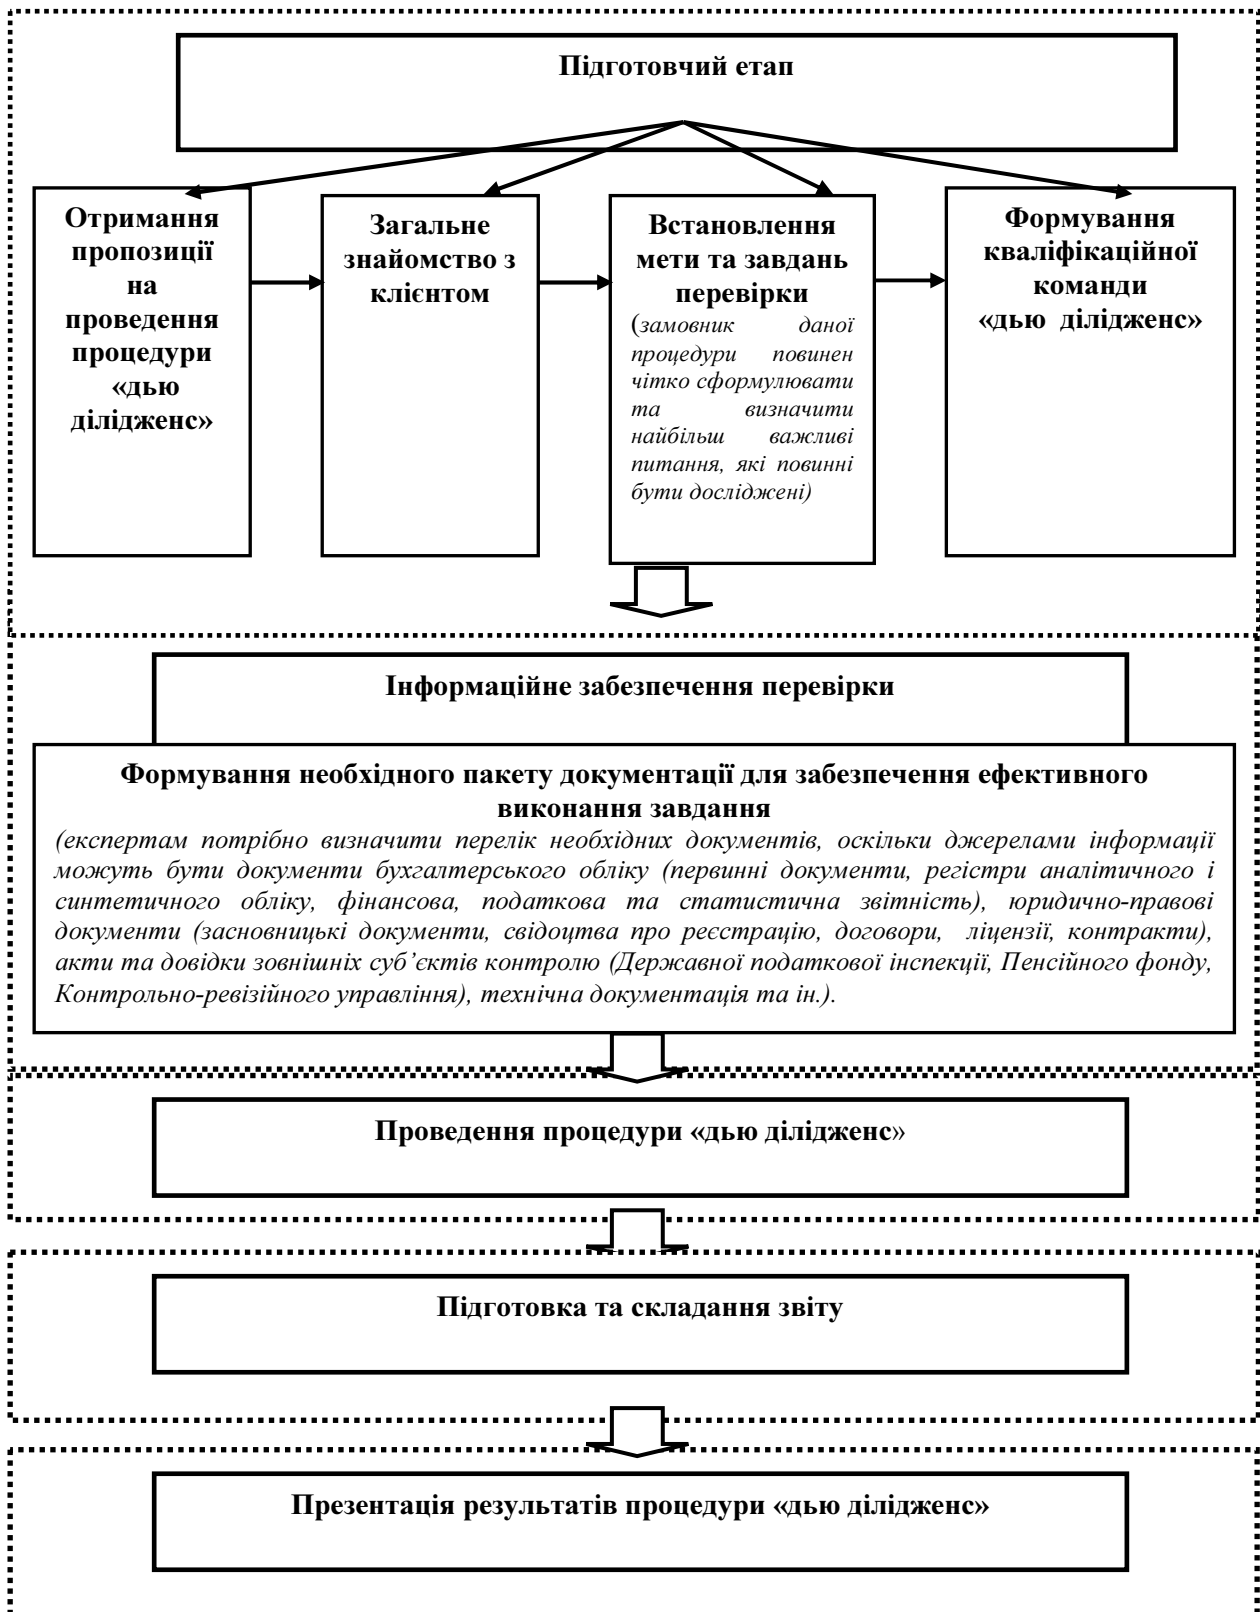 Підготовчий етап
Отримання
пропозиції
на
проведення
процедури
«дью
ділідженс»
Загальне
знайомство з
клієнтом
Встановлення
мети та завдань
перевірки
(замовник даної
процедури повинен
чітко сформулювати
та визначити
найбільш важливі
питання, які повинні
бути досліджені)
Формування
кваліфікаційної
команди
«дью ділідженс»
Інформаційне забезпечення перевірки
Формування необхідного пакету документації для забезпечення ефективного
виконання завдання
(експертам потрібно визначити перелік необхідних документів, оскільки джерелами інформації
можуть бути документи бухгалтерського обліку (первинні документи, регістри аналітичного і
синтетичного обліку, фінансова, податкова та статистична звітність), юридично-правові
документи (засновницькі документи, свідоцтва про реєстрацію, договори, ліцензії, контракти),
акти та довідки зовнішніх суб’єктів контролю (Державної податкової інспекції, Пенсійного фонду,
Контрольно-ревізійного управління), технічна документація та ін.).
Проведення процедури «дью ділідженс»
Підготовка та складання звіту
Презентація результатів процедури «дью ділідженс»